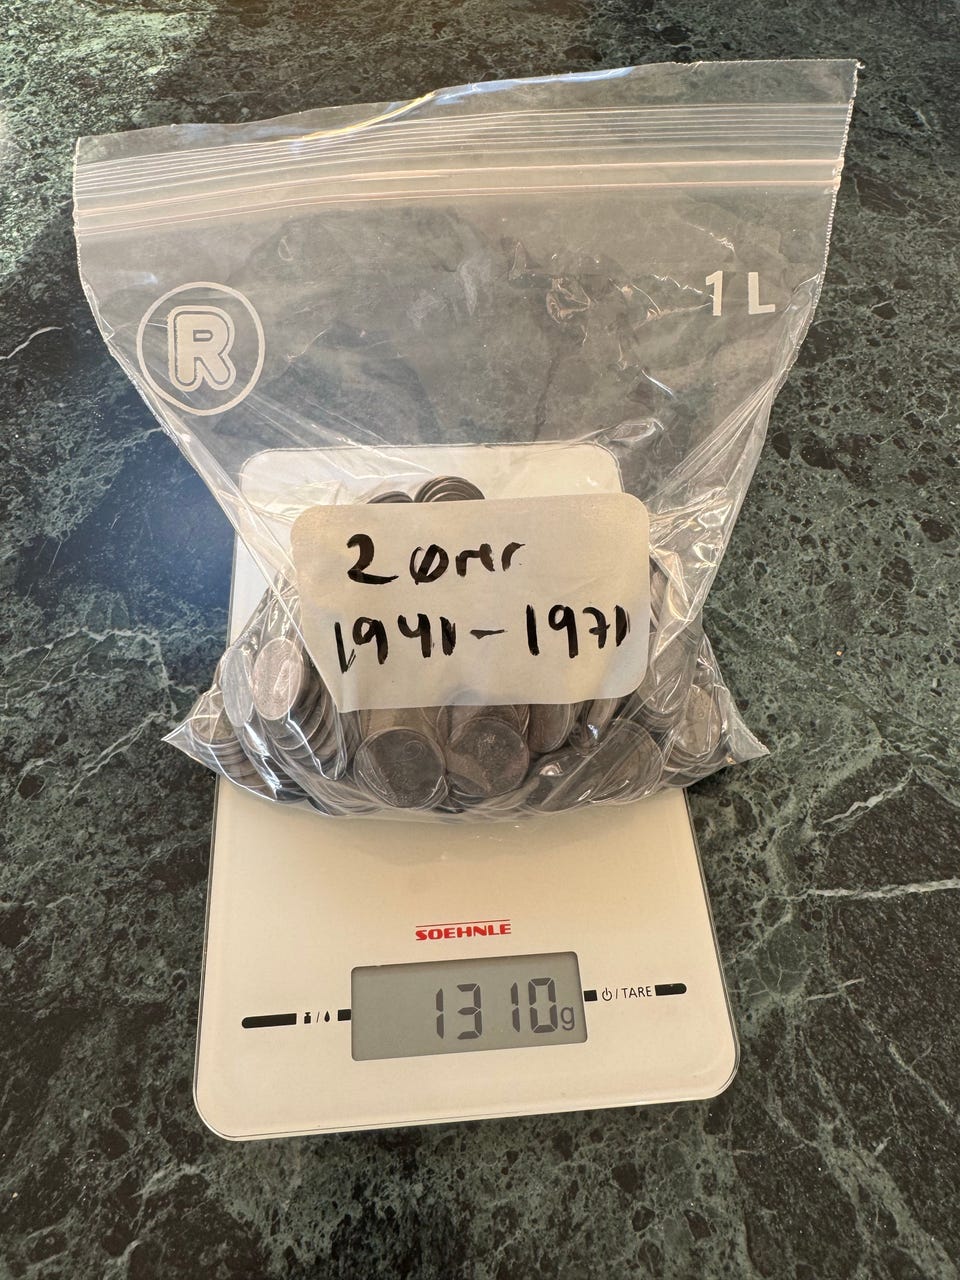 1 L
R
2 Ører
1941-1971
SOEHNLE
1310g
/TARE